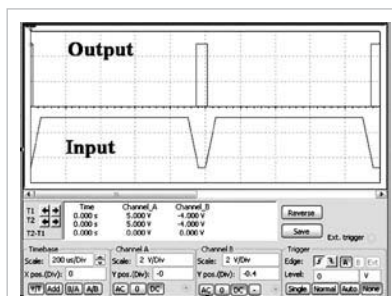 Output
Input
Time Channel_A Channel_B
T1 0.000 s 5.000 V -4.000 V
T2 0.000 s 5.000 V -4.000 V
T2-T1 0.000 s 0.000 V 0.000 V
Reverse
Save
Ext. trigger
Timebase
Scale: 200 us/Div
X pos.(Div): 0
Y/T Add B/A A/B
Channel A
Scale: 2 V/Div
Y pos.(Div): -0
AC 0 DC
Channel B
Scale: 2 V/Div
Y pos.(Div): -0.4
AC 0 DC -
Trigger
Edge: A B Ext
Level: 0 V
Single Normal Auto None